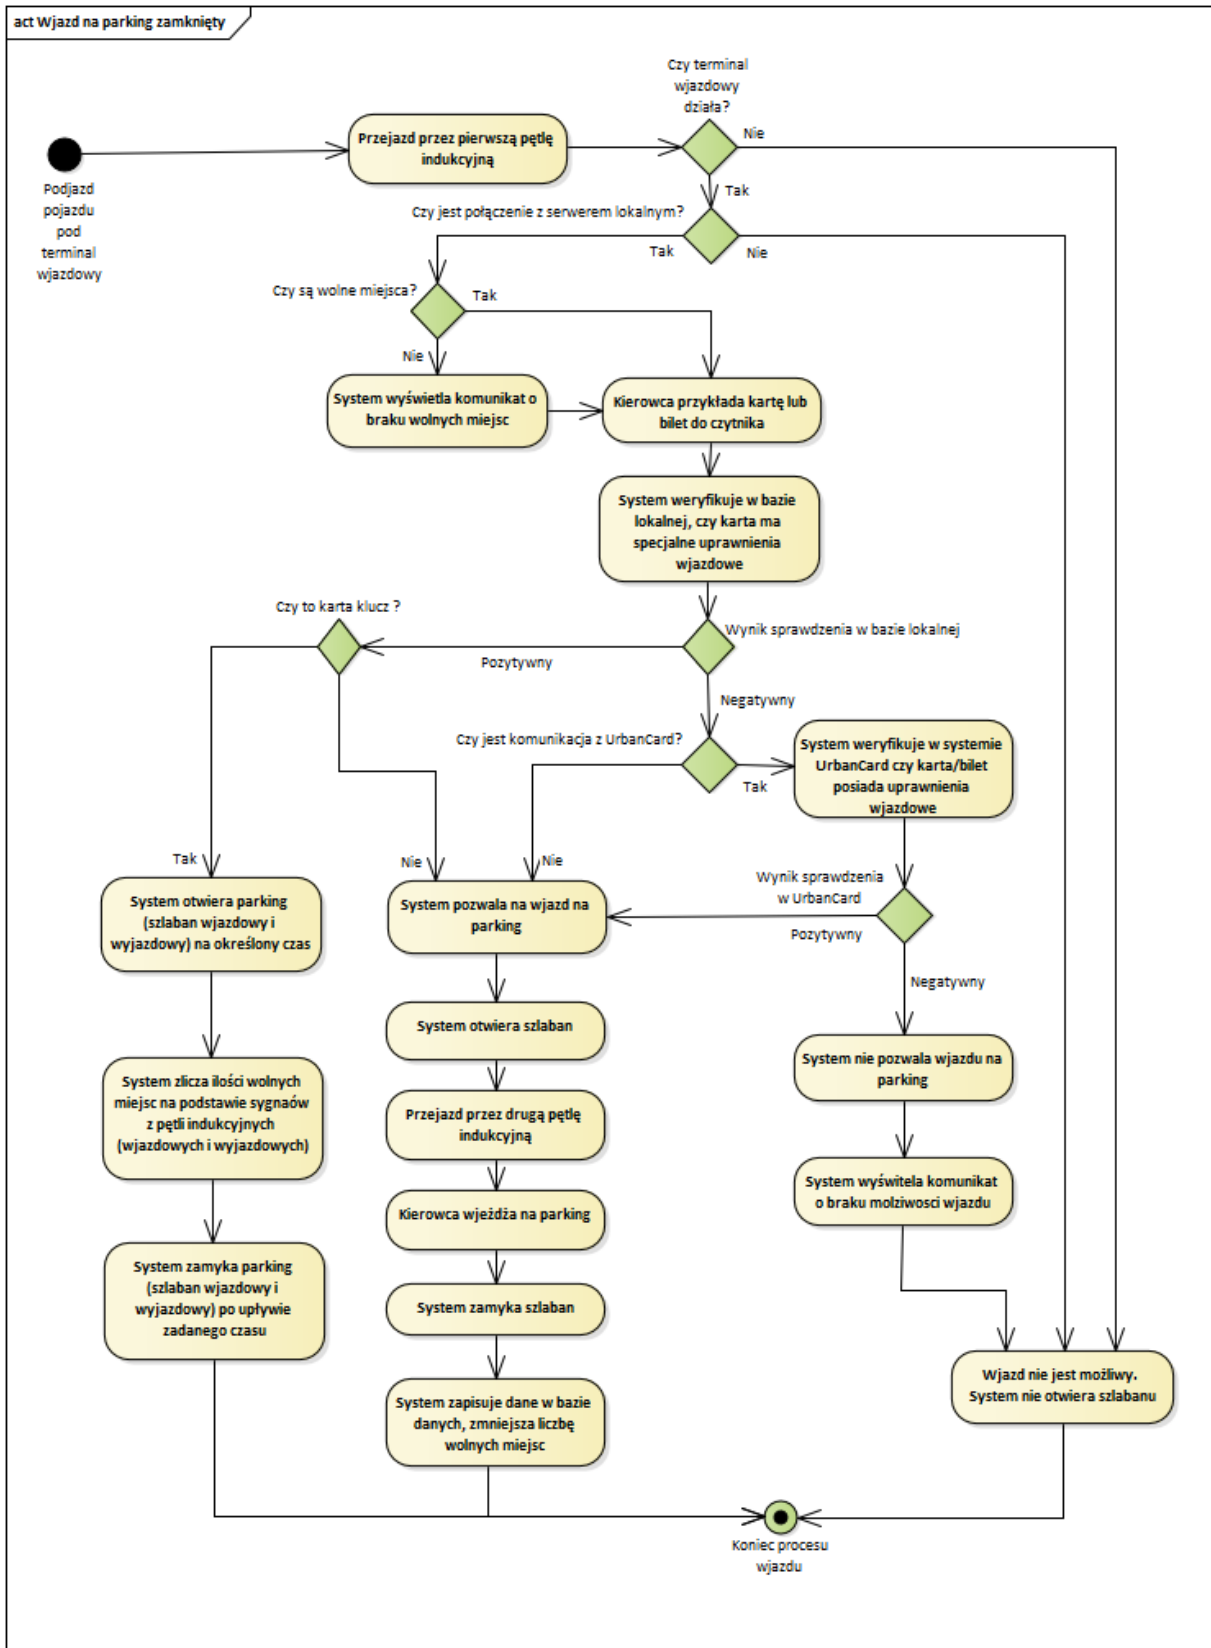 act Wjazd na parking zamknięty
Czy terminal
wjazdowy
działa?
Nie
Przejazd przez pierwszą pętlę
indukcyjną
Podjazd
pojazdu
pod
terminal
wjazdowy
Tak
Czy jest połączenie z serwerem lokalnym?
Tak
Nie
Czy są wolne miejsca?
Tak
Nie
System wyświetla komunikat o
braku wolnych miejsc
Kierowca przykłada kartę lub
bilet do czytnika
System weryfikuje w bazie
lokalnej, czy karta ma
specjalne uprawnienia
wjazdowe
Czy to karta klucz ?
Wynik sprawdzenia w bazie lokalnej
Pozytywny
Negatywny
Czy jest komunikacja z UrbanCard?
Tak
System weryfikuje w systemie
UrbanCard czy karta/bilet
posiada uprawnienia
wjazdowe
Tak
Nie
Nie
Wynik sprawdzenia
w UrbanCard
Pozytywny
Negatywny
System otwiera parking
(szlaban wjazdowy i
wyjazdowy) na określony czas
System pozwala na wjazd na
parking
System otwiera szlaban
System nie pozwala wjazdu na
parking
System zlicza ilości wolnych
miejsc na podstawie sygnaów
z pętli indukcyjnych
(wjazdowych i wyjazdowych)
Przejazd przez drugą pętlę
indukcyjną
System wyświtela komunikat
o braku molziwosci wjazdu
Kierowca wjeżdża na parking
System zamyka parking
(szlaban wjazdowy i
wyjazdowy) po upływie
zadanego czasu
System zamyka szlaban
Wjazd nie jest możliwy.
System nie otwiera szlabanu
System zapisuje dane w bazie
danych, zmniejsza liczbę
wolnych miejsc
Koniec procesu
wjazdu